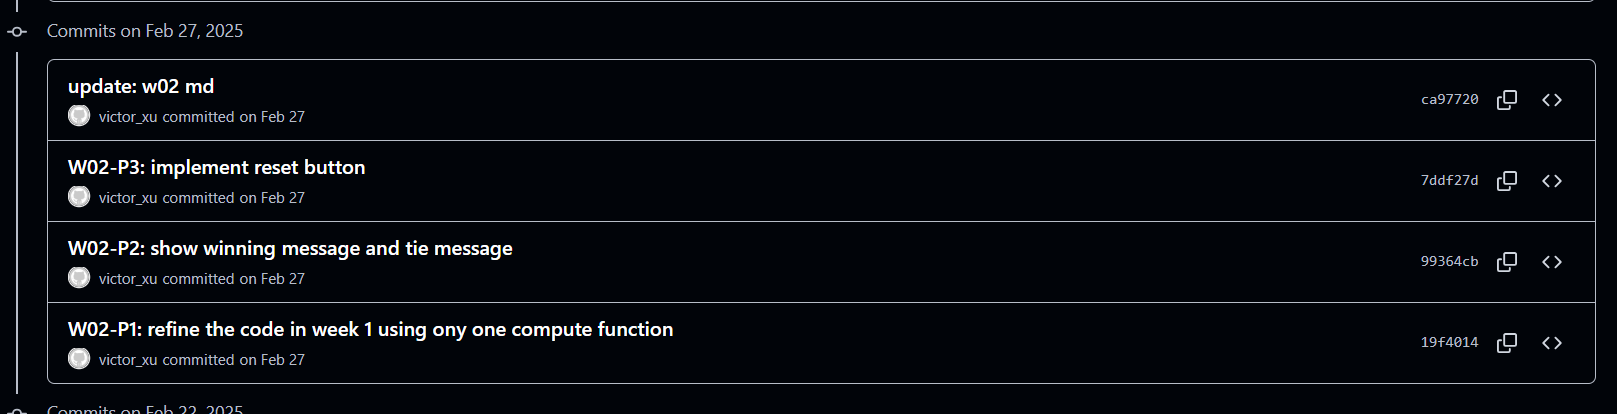 Commits on Feb 27, 2025
update: w02 md
victor_xu committed on Feb 27
ca97720
W02-P3: implement reset button
victor_xu committed on Feb 27
7ddf27d
W02-P2: show winning message and tie message
victor_xu committed on Feb 27
99364cb
W02-P1: refine the code in week 1 using ony one compute function
victor_xu committed on Feb 27
19f4014
Commits on Feb 22, 2025